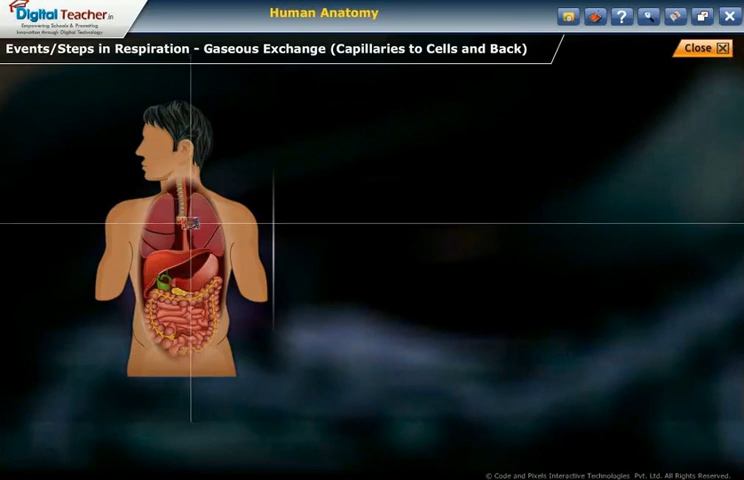 Digital Teacher.in
Empowering Schools & Promoting
Innovation through Digital Technology
Human Anatomy
?
Events/Steps in Respiration - Gaseous Exchange (Capillaries to Cells and Back)
Close
© Code and Pixels Interactive Technologies Pvt. Ltd. All Rights Reserved.